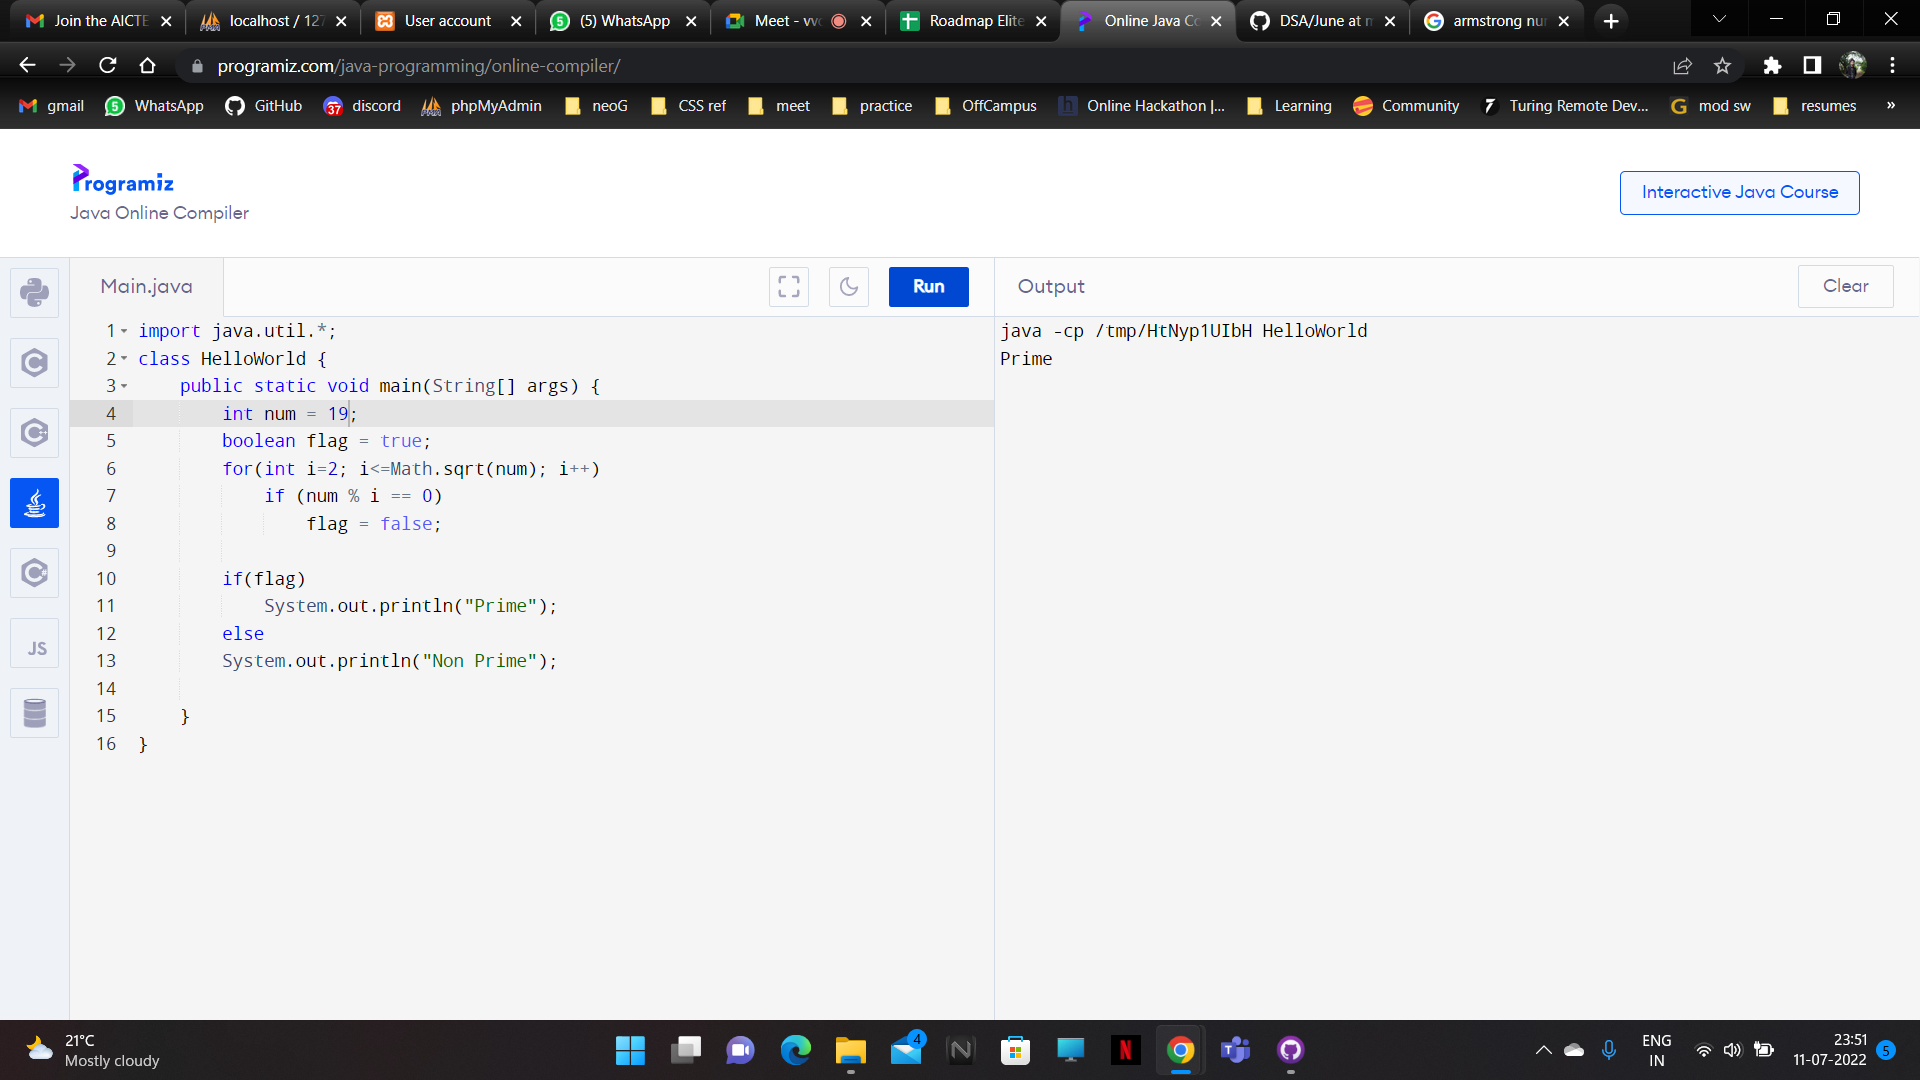 Join the AICTE
localhost / 127
User account
(5) WhatsApp
Meet - vvc
Roadmap Elite
Online Java Co
DSA/June at m
armstrong nur
programiz.com/java-programming/online-compiler/
gmail
5 WhatsApp
GitHub
37 discord
phpMyAdmin
neoG
CSS ref
meet
practice
OffCampus
h Online Hackathon |...
Learning
Community
Turing Remote Dev...
G mod sw
resumes
»
Programiz
Java Online Compiler
Interactive Java Course
Main.java
Run
Output
Clear
1 import java.util.*;
2 class HelloWorld {
3 public static void main(String[] args) {
4 int num = 19;
5 boolean flag = true;
6 for(int i=2; i<=Math.sqrt(num); i++)
7 if (num % i == 0)
8 flag = false;
9
10 if(flag)
11 System.out.println("Prime");
12 else
13 System.out.println("Non Prime");
14
15 }
16 }
java -cp /tmp/HtNyp1UIbH HelloWorld
Prime
JS
21°C
Mostly cloudy
4
N
N
ENG
IN
23:51
11-07-2022
5